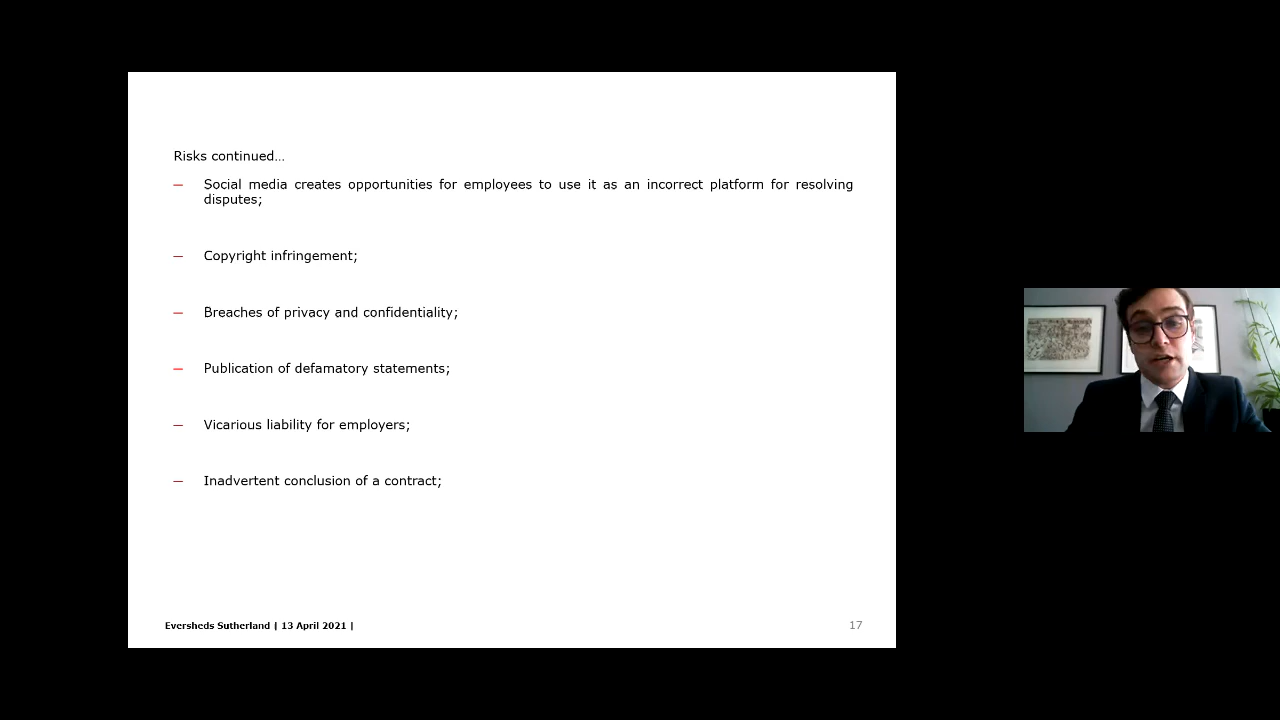 Risks continued…
— Social media creates opportunities for employees to use it as an incorrect platform for resolving
disputes;
— Copyright infringement;
— Breaches of privacy and confidentiality;
— Publication of defamatory statements;
— Vicarious liability for employers;
— Inadvertent conclusion of a contract;
Eversheds Sutherland | 13 April 2021 |
17